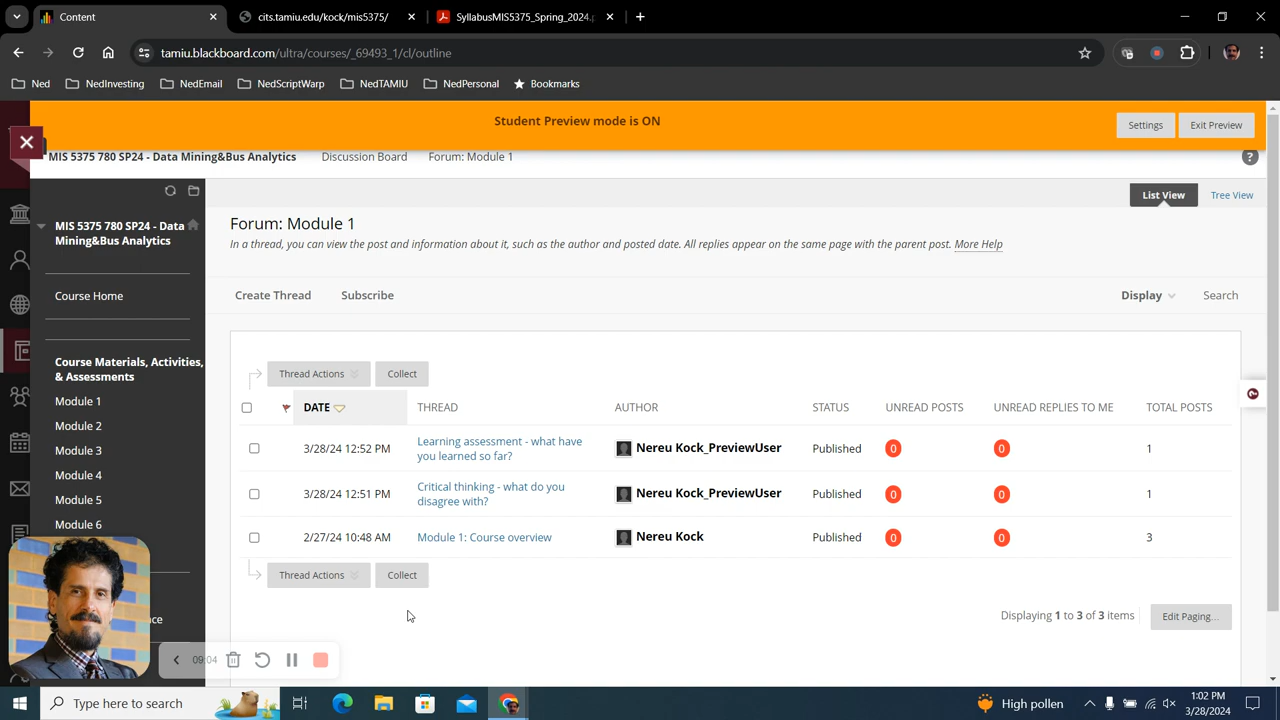 Content
cits.tamiu.edu/kock/mis5375/
SyllabusMIS5375_Spring_2024.
tamiu.blackboard.com/ultra/courses/_69493_1/cl/outline
Ned
NedInvesting
NedEmail
NedScriptWarp
NedTAMIU
NedPersonal
Bookmarks
Student Preview mode is ON
Settings
Exit Preview
MIS 5375 780 SP24 - Data Mining&Bus Analytics
Discussion Board
Forum: Module 1
?
List View
Tree View
MIS 5375 780 SP24 - Data
Mining&Bus Analytics
Course Home
Course Materials, Activities,
& Assessments
Module 1
Module 2
Module 3
Module 4
Module 5
Module 6
Forum: Module 1
In a thread, you can view the post and information about it, such as the author and posted date. All replies appear on the same page with the parent post. More Help
Create Thread
Subscribe
Display
Search
Thread Actions
Collect
DATE
THREAD
AUTHOR
STATUS
UNREAD POSTS
UNREAD REPLIES TO ME
TOTAL POSTS
3/28/24 12:52 PM
Learning assessment - what have
you learned so far?
Nereu Kock_PreviewUser
Published
0
0
1
3/28/24 12:51 PM
Critical thinking - what do you
disagree with?
Nereu Kock_PreviewUser
Published
0
0
1
2/27/24 10:48 AM
Module 1: Course overview
Nereu Kock
Published
0
0
3
Thread Actions
Collect
Displaying 1 to 3 of 3 items
Edit Paging...
09:04
Type here to search
High pollen
1:02 PM
3/28/2024